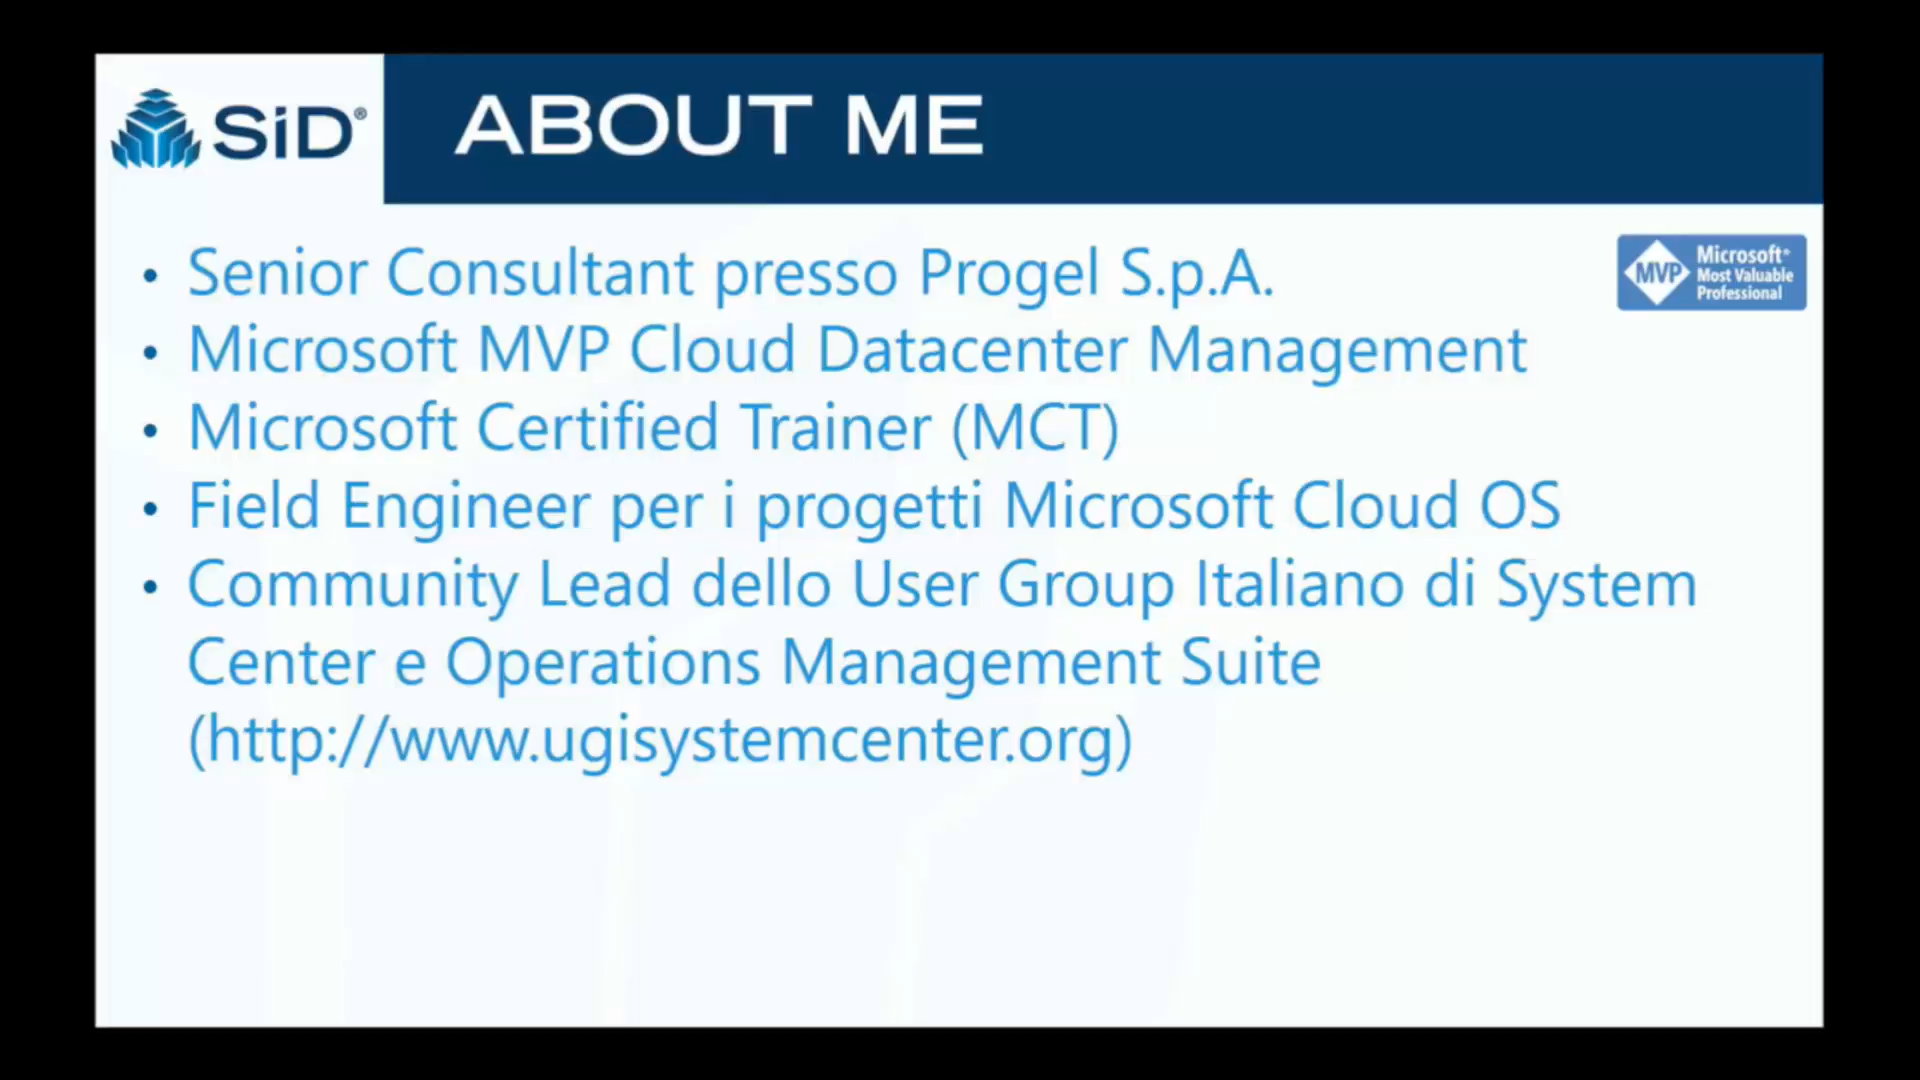 SiD®
ABOUT ME
• Senior Consultant presso Progel S.p.A.
MVP
Microsoft®
Most Valuable
Professional
• Microsoft MVP Cloud Datacenter Management
• Microsoft Certified Trainer (MCT)
• Field Engineer per i progetti Microsoft Cloud OS
• Community Lead dello User Group Italiano di System
Center e Operations Management Suite
(http://www.ugisystemcenter.org)